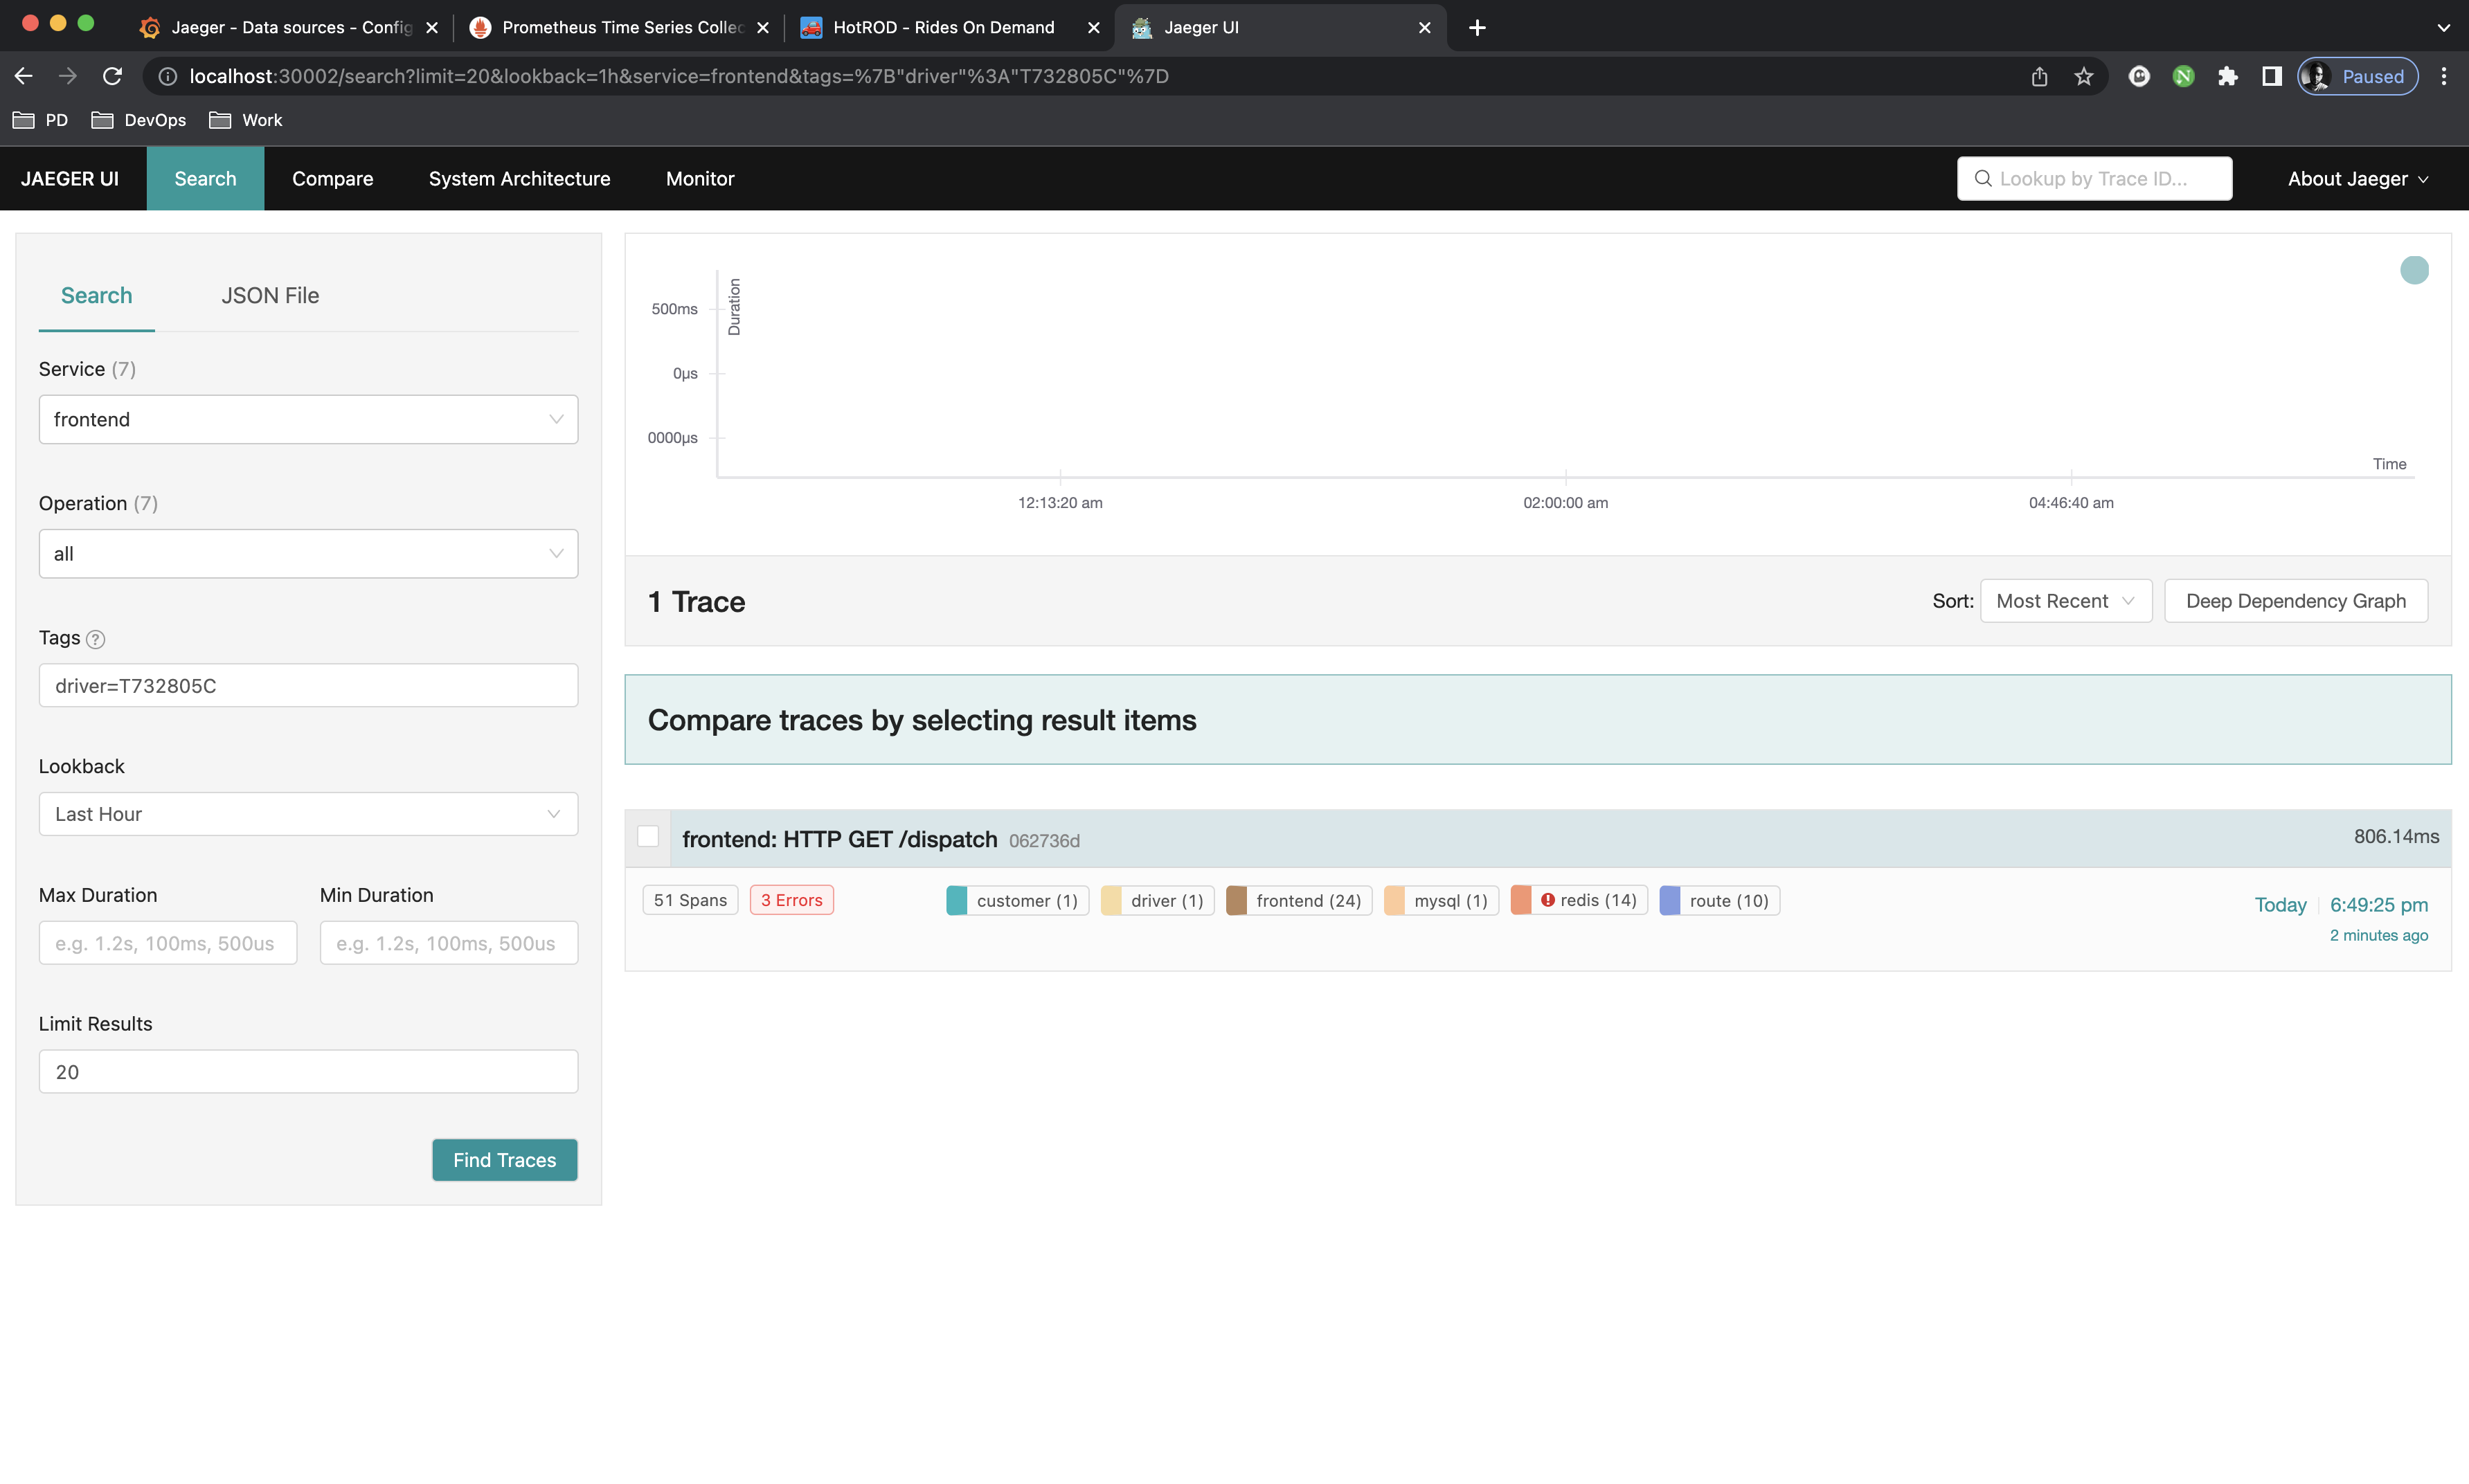 Jaeger - Data sources - Config
Prometheus Time Series Collec
HotROD - Rides On Demand
Jaeger UI
localhost:30002/search?limit=20&lookback=1h&service=frontend&tags=%7B"driver"%3A"T732805C"%7D
Paused
PD
DevOps
Work
JAEGER UI
Search
Compare
System Architecture
Monitor
Lookup by Trace ID...
About Jaeger
Search
JSON File
Service (7)
frontend
Operation (7)
all
Tags ?
driver=T732805C
Lookback
Last Hour
Max Duration
Min Duration
e.g. 1.2s, 100ms, 500us
e.g. 1.2s, 100ms, 500us
Limit Results
20
Find Traces
Duration
500ms
0µs
0000µs
Time
12:13:20 am
02:00:00 am
04:46:40 am
1 Trace
Sort: Most Recent
Deep Dependency Graph
Compare traces by selecting result items
frontend: HTTP GET /dispatch 062736d
806.14ms
51 Spans
3 Errors
customer (1)
driver (1)
frontend (24)
mysql (1)
redis (14)
route (10)
Today
6:49:25 pm
2 minutes ago